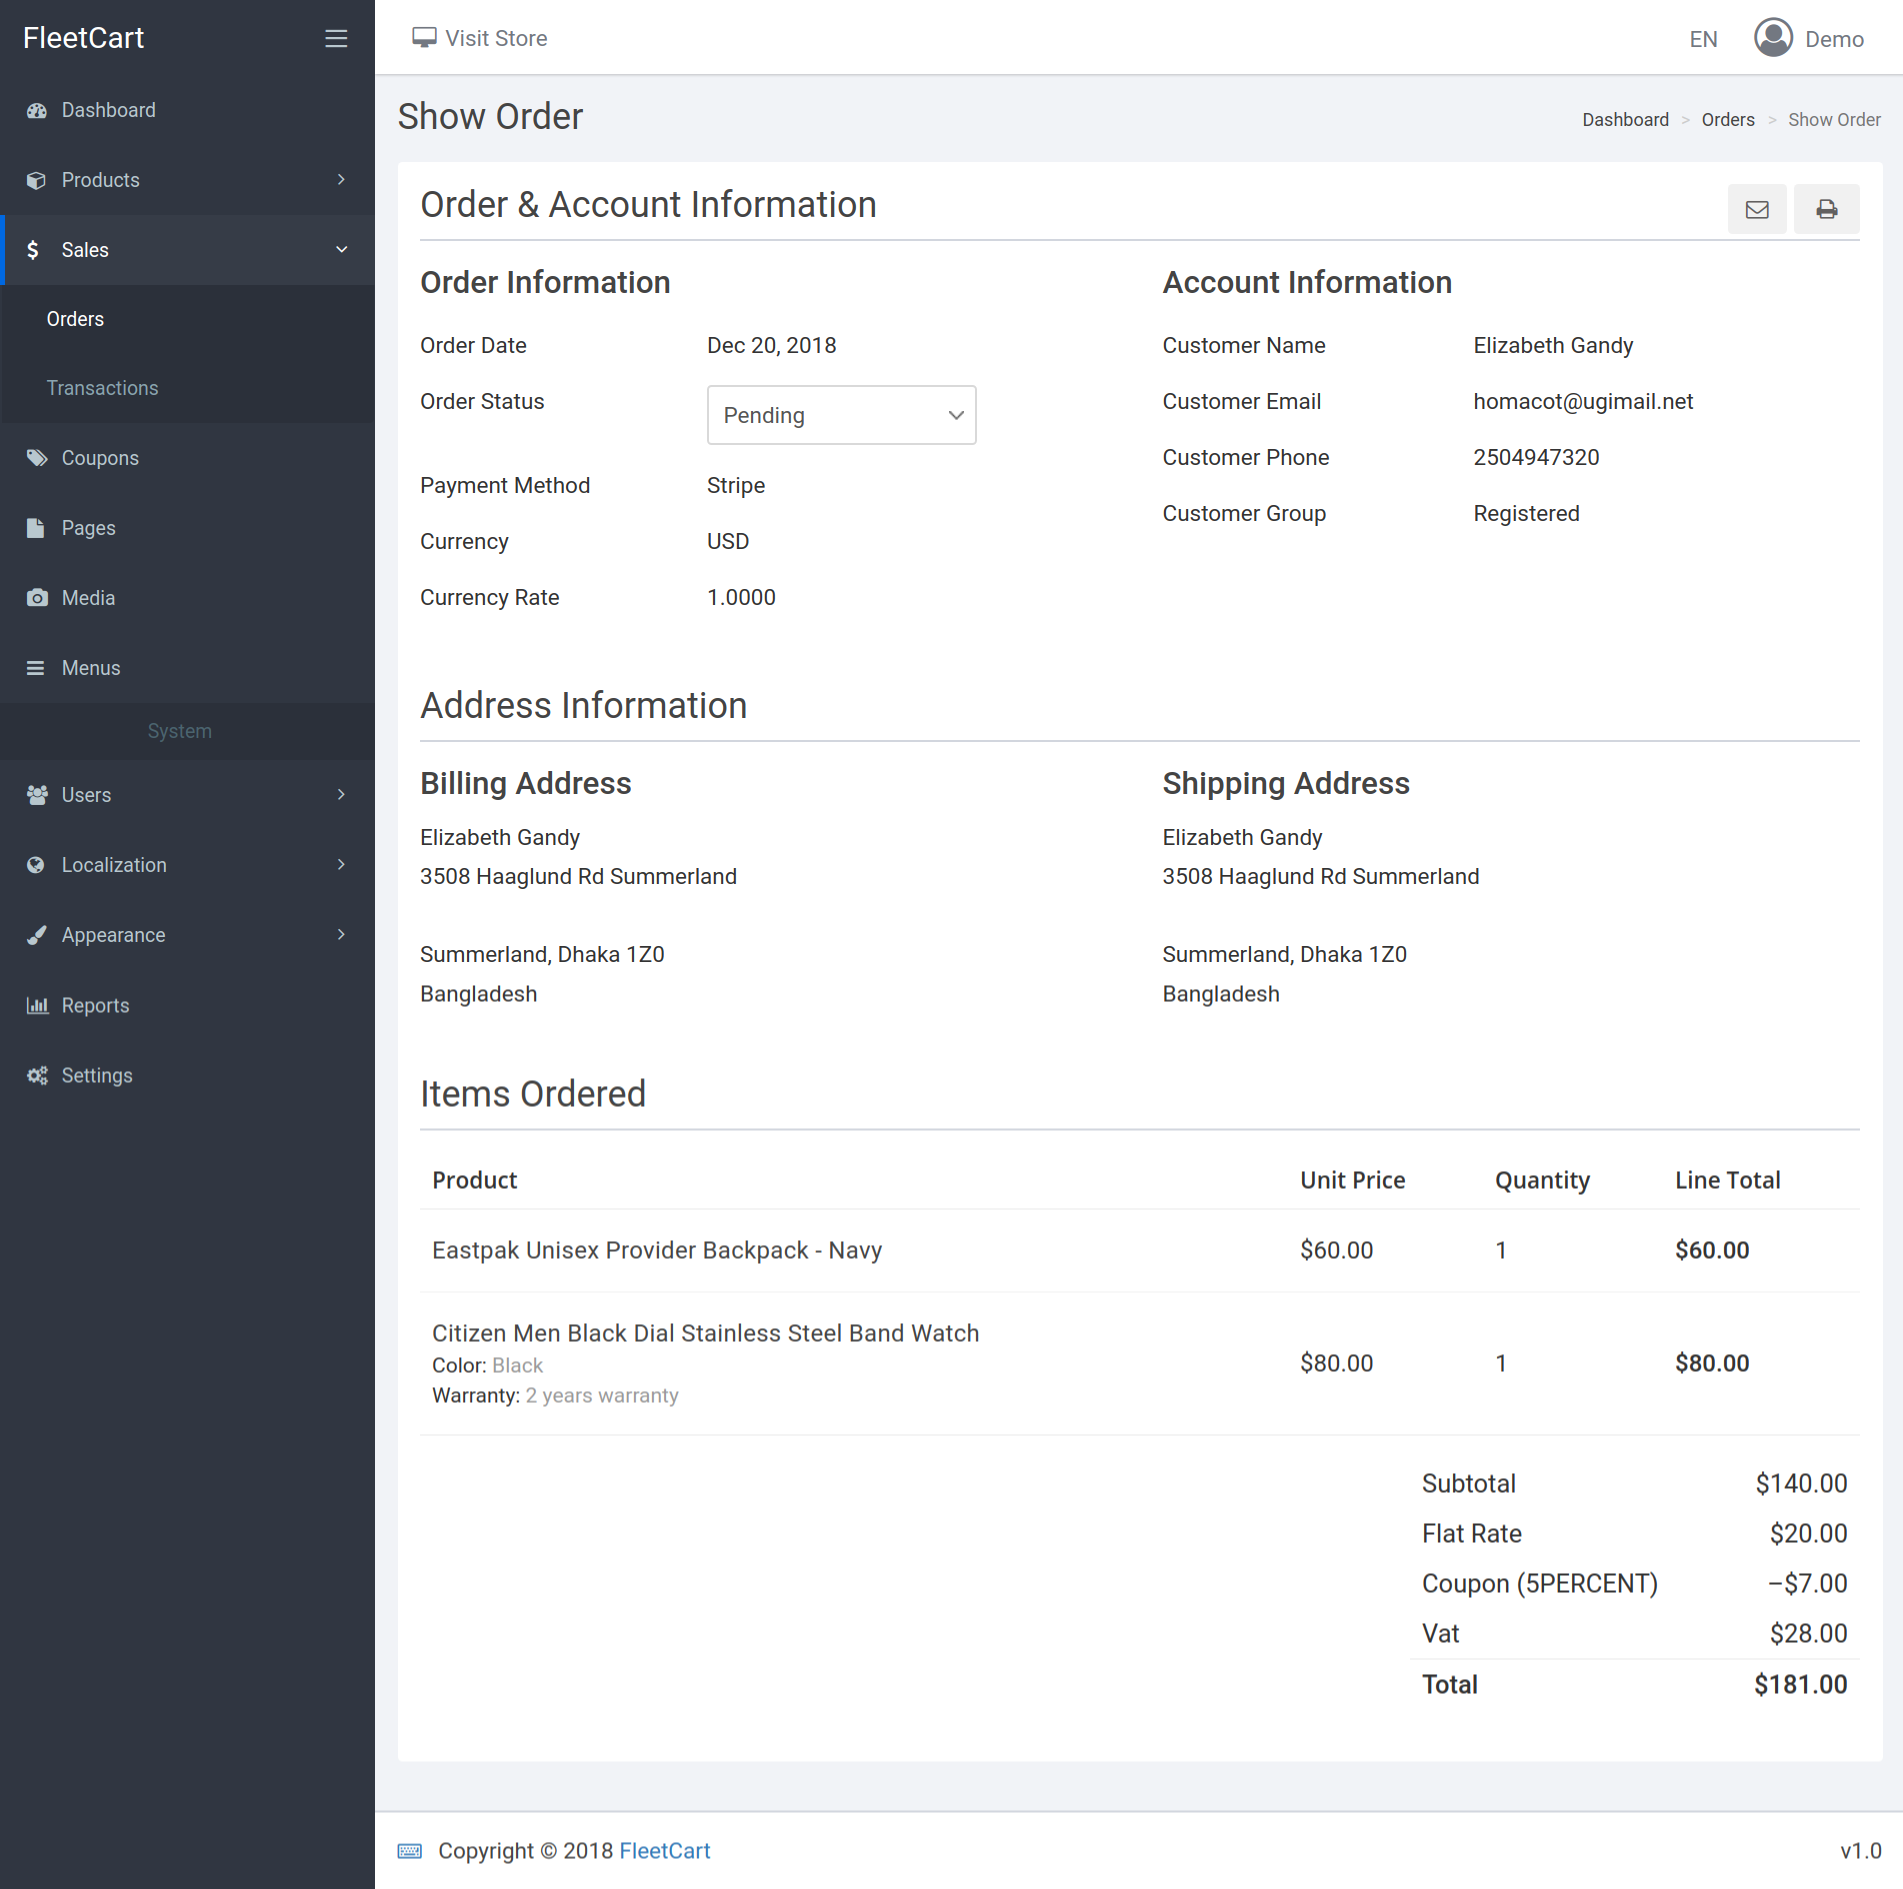 FleetCart
Visit Store
EN
Demo
Dashboard
Products
Sales
Orders
Transactions
Coupons
Pages
Media
Menus
System
Users
Localization
Appearance
Reports
Settings
Show Order
Dashboard > Orders > Show Order
Order & Account Information
Order Information
Order Date Dec 20, 2018
Order Status Pending
Payment Method Stripe
Currency USD
Currency Rate 1.0000
Account Information
Customer Name Elizabeth Gandy
Customer Email homacot@ugimail.net
Customer Phone 2504947320
Customer Group Registered
Address Information
Billing Address
Elizabeth Gandy
3508 Haaglund Rd Summerland
Summerland, Dhaka 1Z0
Bangladesh
Shipping Address
Elizabeth Gandy
3508 Haaglund Rd Summerland
Summerland, Dhaka 1Z0
Bangladesh
Items Ordered
Product Unit Price Quantity Line Total
Eastpak Unisex Provider Backpack - Navy $60.00 1 $60.00
Citizen Men Black Dial Stainless Steel Band Watch $80.00 1 $80.00
Color: Black
Warranty: 2 years warranty
Subtotal $140.00
Flat Rate $20.00
Coupon (5PERCENT) –$7.00
Vat $28.00
Total $181.00
Copyright © 2018 FleetCart
v1.0